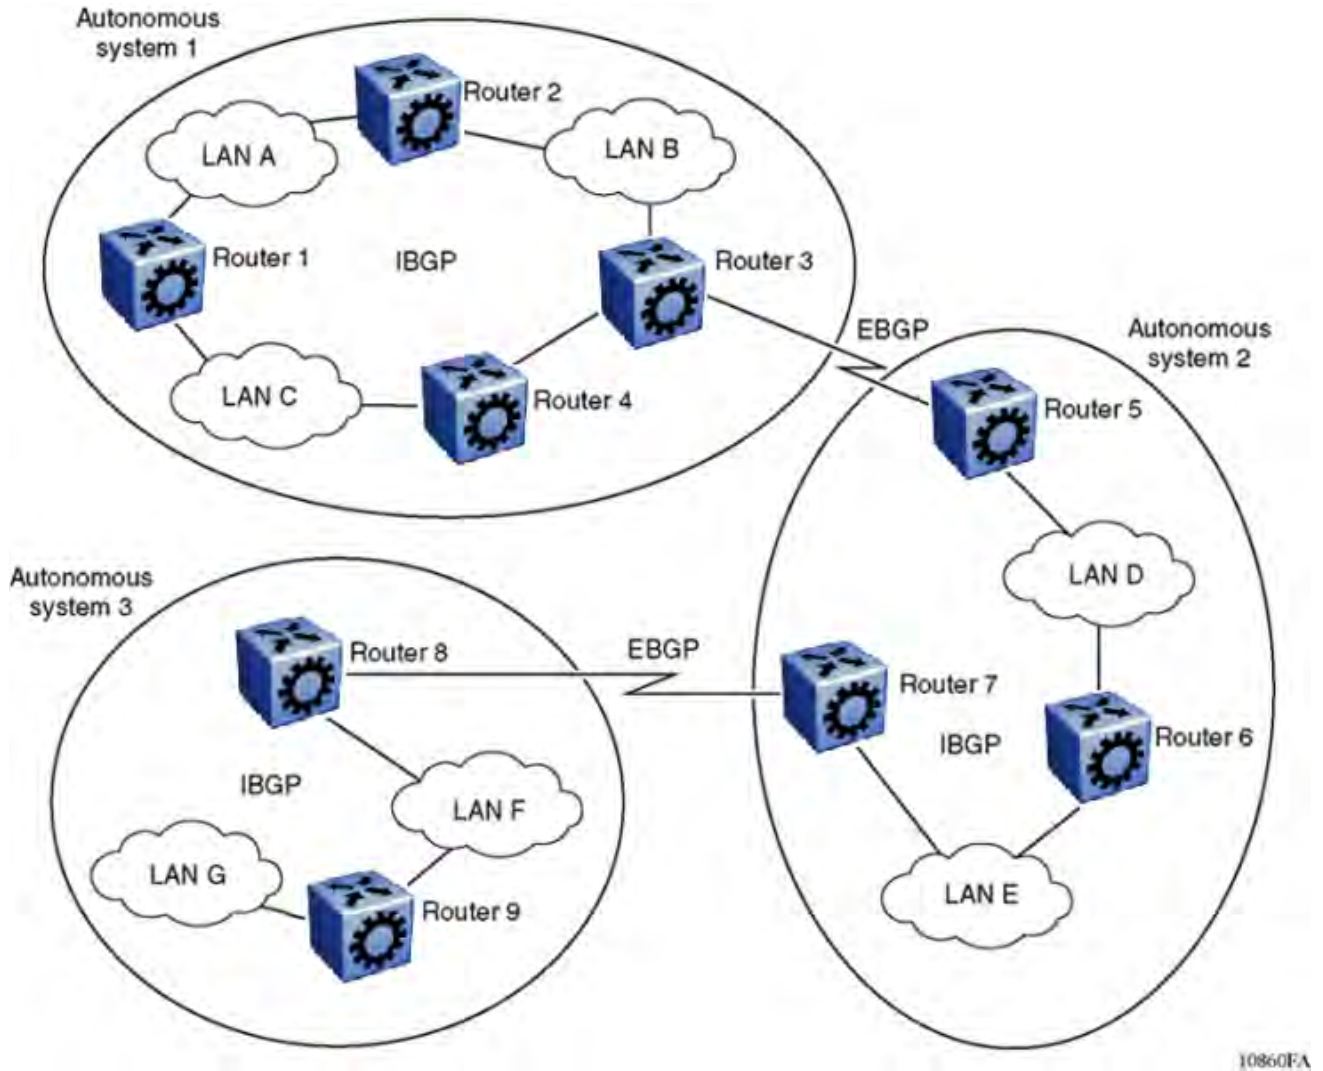 Autonomous
system 1
Router 2
LAN A
LAN B
Router 1
IBGP
Router 3
EBGP
Autonomous
system 2
LAN C
Router 4
Router 5
LAN D
Autonomous
system 3
Router 8
EBGP
Router 7
IBGP
Router 6
IBGP
LAN F
LAN G
Router 9
LAN E
10860FA